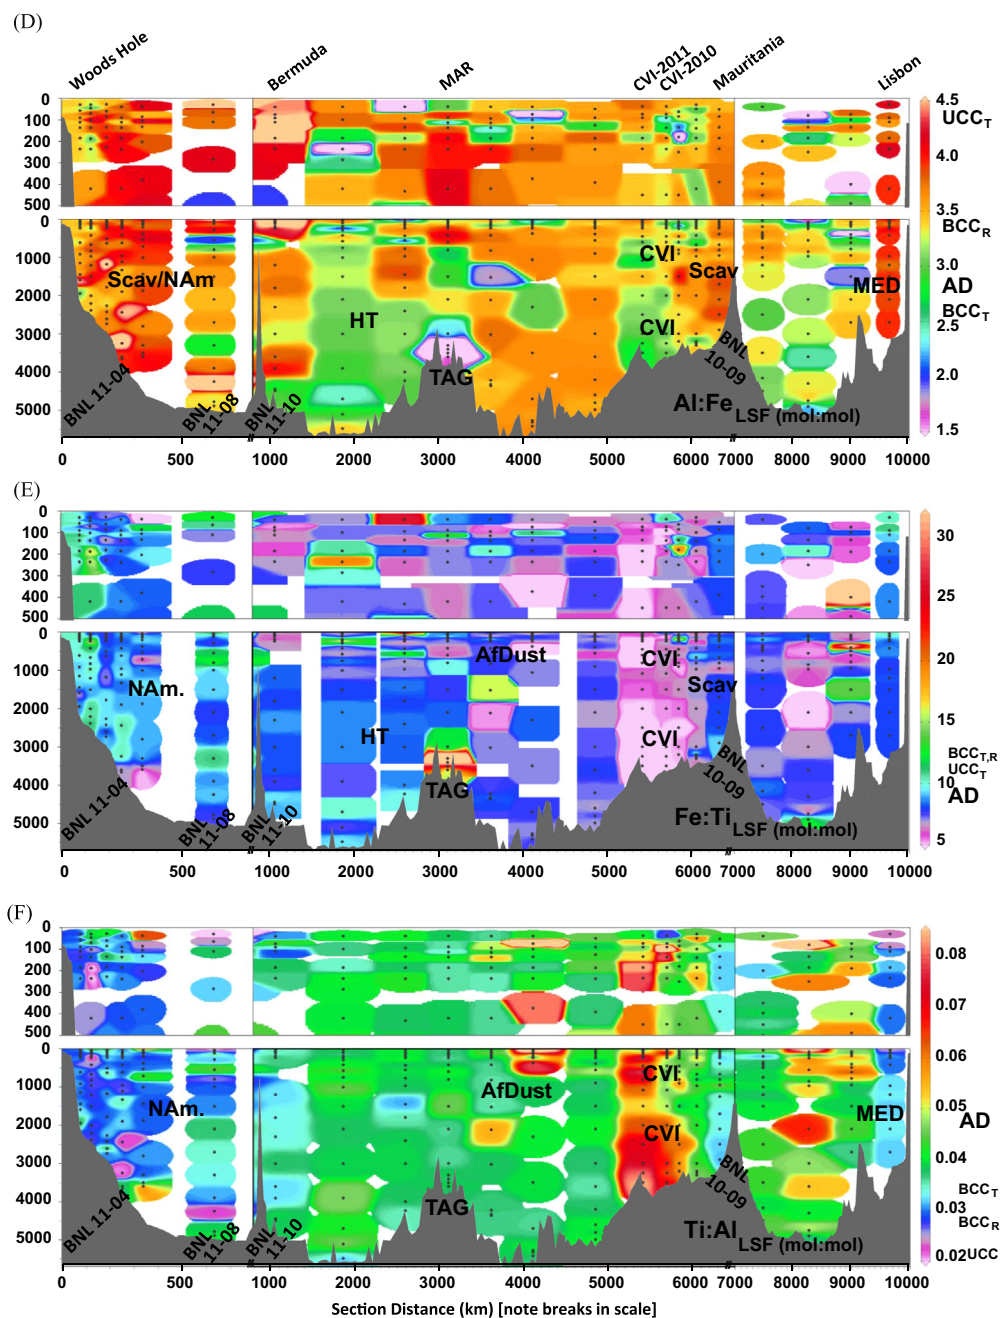 (D)
Woods Hole
Bermuda
MAR
CVI-2011
CVI-2010
Mauritania
Lisbon
0
100
200
300
400
500
0
1000
2000
3000
4000
5000
4.5
UCC_T
4.0
3.5
BCC_R
3.0
AD
BCC_T
2.5
2.0
1.5
Scav/NAm
HT
TAG
CVI
CVI
Scav
MED
BNL 11-04
BNL 11-08
BNL 11-10
BNL 10-09
Al:Fe LSF (mol:mol)
0 500 1000 2000 3000 4000 5000 6000 7000 8000 9000 10000
(E)
0
100
200
300
500
0
1000
2000
3000
4000
5000
30
25
20
15
BCC_T,R
UCC_T
10
AD
5
NAm.
HT
TAG
AfDust
CVI
CVI
Scav
BNL 11-04
BNL 11-08
BNL 11-10
BNL 10-09
Fe:Ti LSF (mol:mol)
0 500 1000 2000 3000 4000 5000 6000 7000 8000 9000 10000
(F)
0
100
200
300
400
500
0
1000
2000
3000
4000
5000
0.08
0.07
0.06
0.05
AD
0.04
BCC_T
0.03
BCC_R
0.02 UCC
NAm.
TAG
AfDust
CVI
CVI
MED
BNL 11-04
BNL 11-08
BNL 11-10
BNL 10-09
Ti:Al LSF (mol:mol)
0 500 1000 2000 3000 4000 5000 6000 7000 8000 9000 10000
Section Distance (km) [note breaks in scale]